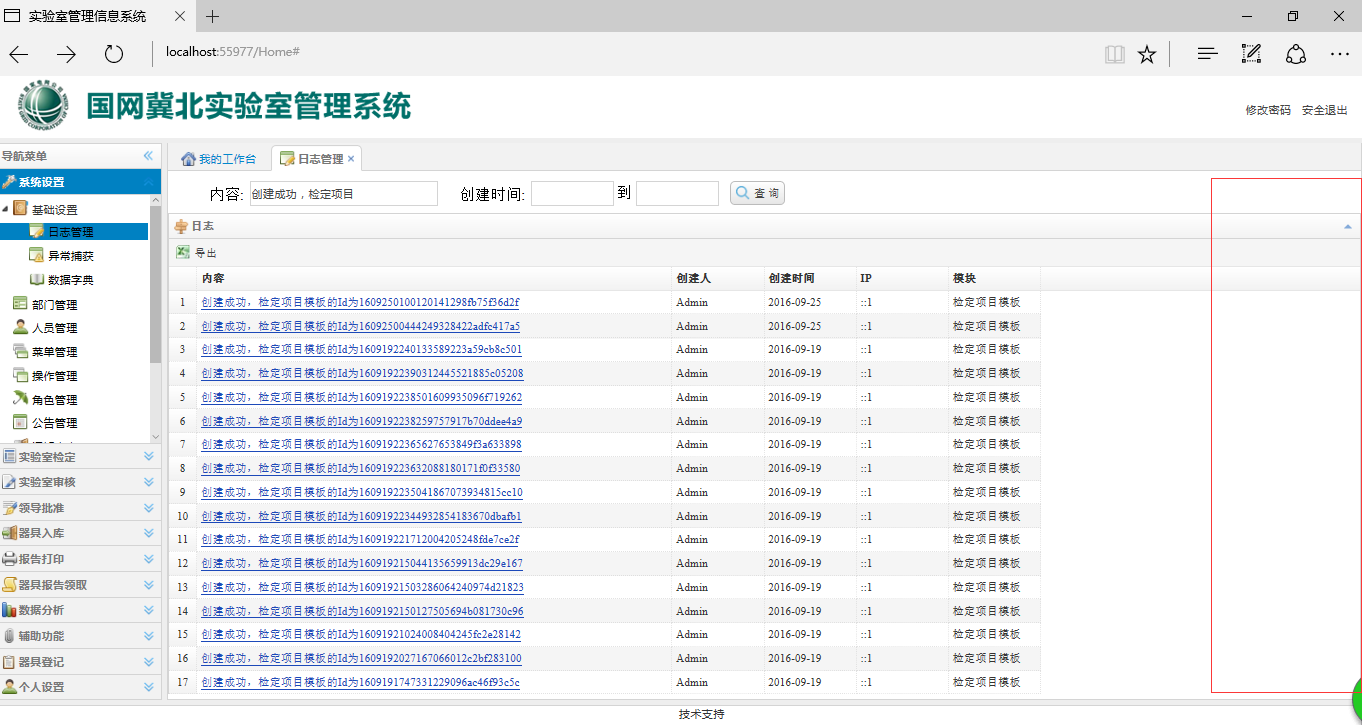 实验室管理信息系统
localhost:55977/Home#
国网冀北实验室管理系统
修改密码 安全退出
导航菜单
系统设置
基础设置
日志管理
异常捕获
数据字典
部门管理
人员管理
菜单管理
操作管理
角色管理
公告管理
实验室检定
实验室审核
领导批准
器具入库
报告打印
器具报告领取
数据分析
辅助功能
器具登记
个人设置
我的工作台 日志管理
内容: 创建成功，检定项目 创建时间: 到 查 询
日志
导出
内容 创建人 创建时间 IP 模块
1 创建成功, 检定项目模板的Id为1609250100120141298fb75f36d2f Admin 2016-09-25 ::1 检定项目模板
2 创建成功, 检定项目模板的Id为16092500444249328422adfc417a5 Admin 2016-09-25 ::1 检定项目模板
3 创建成功, 检定项目模板的Id为1609192240133589223a59cb8c501 Admin 2016-09-19 ::1 检定项目模板
4 创建成功, 检定项目模板的Id为16091922390312445521885c05208 Admin 2016-09-19 ::1 检定项目模板
5 创建成功, 检定项目模板的Id为1609192238501609935096f719262 Admin 2016-09-19 ::1 检定项目模板
6 创建成功, 检定项目模板的Id为1609192238259757917b70ddee4a9 Admin 2016-09-19 ::1 检定项目模板
7 创建成功, 检定项目模板的Id为16091922365627653849f3a633898 Admin 2016-09-19 ::1 检定项目模板
8 创建成功, 检定项目模板的Id为160919223632088180171f0f33580 Admin 2016-09-19 ::1 检定项目模板
9 创建成功, 检定项目模板的Id为1609192235041867073934815cc10 Admin 2016-09-19 ::1 检定项目模板
10 创建成功, 检定项目模板的Id为16091922344932854183670dbafb1 Admin 2016-09-19 ::1 检定项目模板
11 创建成功, 检定项目模板的Id为160919221712004205248fde7ce2f Admin 2016-09-19 ::1 检定项目模板
12 创建成功, 检定项目模板的Id为160919215044135659913dc29e167 Admin 2016-09-19 ::1 检定项目模板
13 创建成功, 检定项目模板的Id为16091921503286064240974d21823 Admin 2016-09-19 ::1 检定项目模板
14 创建成功, 检定项目模板的Id为1609192150127505694b081730c96 Admin 2016-09-19 ::1 检定项目模板
15 创建成功, 检定项目模板的Id为16091921024008404245fc2e28142 Admin 2016-09-19 ::1 检定项目模板
16 创建成功, 检定项目模板的Id为1609192027167066012c2bf283100 Admin 2016-09-19 ::1 检定项目模板
17 创建成功, 检定项目模板的Id为1609191747331229096ac46f93c5c Admin 2016-09-19 ::1 检定项目模板
技术支持